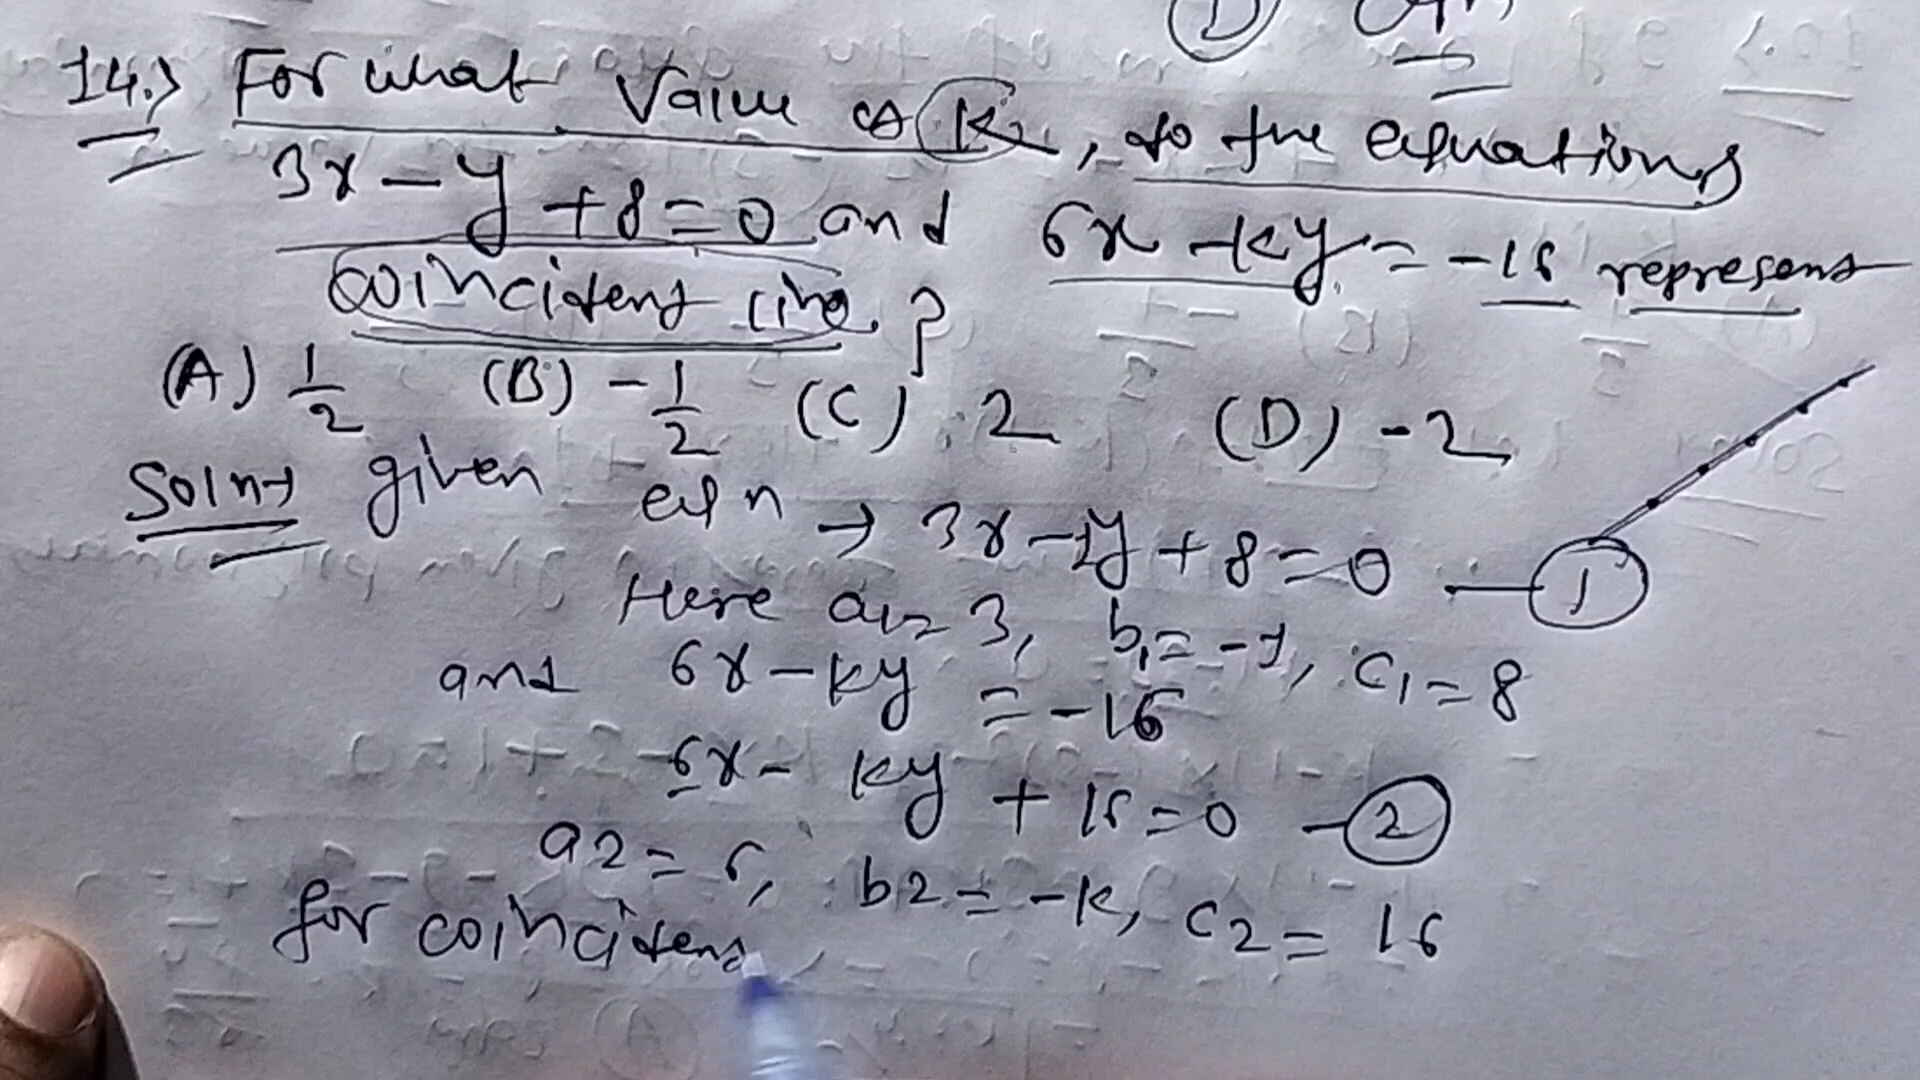 14.) For what value of K, do the equations
3x - y + 8 = 0 and 6x - ky = -16 represent
coincident line ?
(A) 1/2 (B) -1/2 (C) 2 (D) -2
Soln→ given eqn → 3x - 1y + 8 = 0 — 1
Here a1 = 3, b1 = -1, c1 = 8
and 6x - ky = -16
6x - ky + 16 = 0 — 2
a2 = 6, b2 = -k, c2 = 16
for coincident